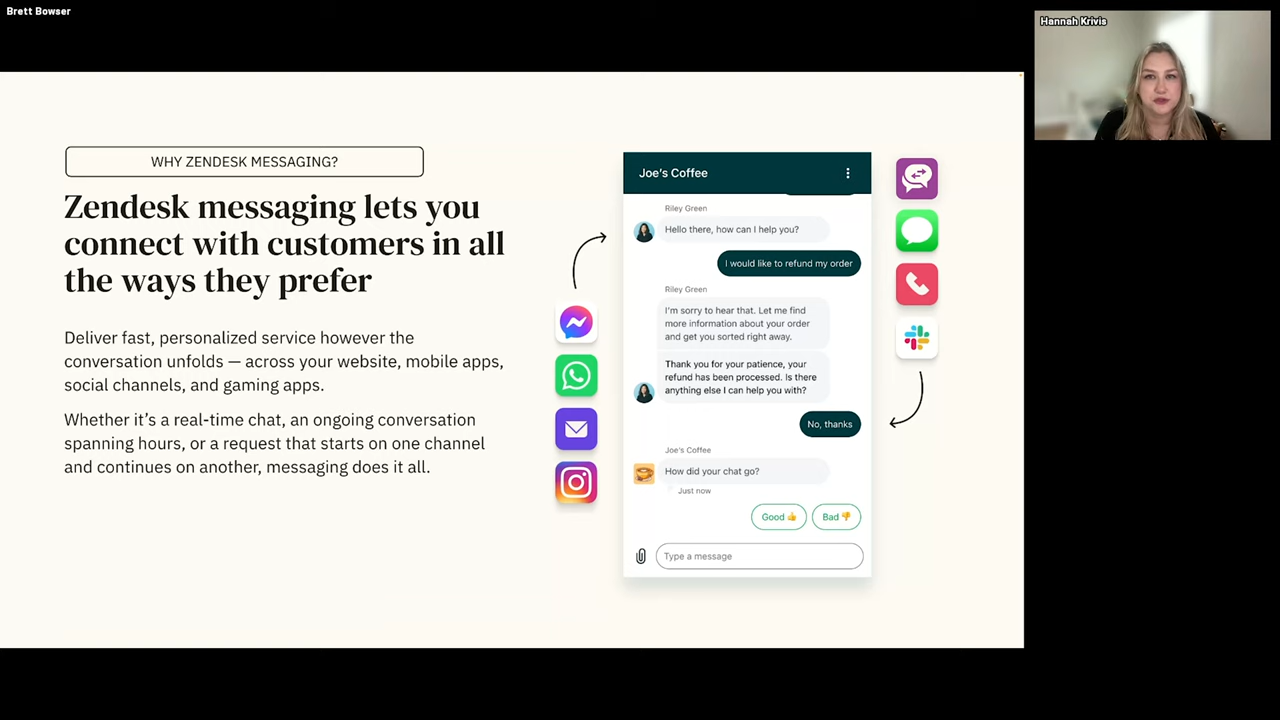 Brett Bowser
Hannah Krivis
WHY ZENDESK MESSAGING?
Zendesk messaging lets you
connect with customers in all
the ways they prefer
Deliver fast, personalized service however the
conversation unfolds — across your website, mobile apps,
social channels, and gaming apps.
Whether it’s a real-time chat, an ongoing conversation
spanning hours, or a request that starts on one channel
and continues on another, messaging does it all.
Joe’s Coffee
Riley Green
Hello there, how can I help you?
I would like to refund my order
Riley Green
I’m sorry to hear that. Let me find
more information about your order
and get you sorted right away.
Thank you for your patience, your
refund has been processed. Is there
anything else I can help you with?
No, thanks
Joe’s Coffee
How did your chat go?
Just now
Good 👍
Bad 👎
Type a message